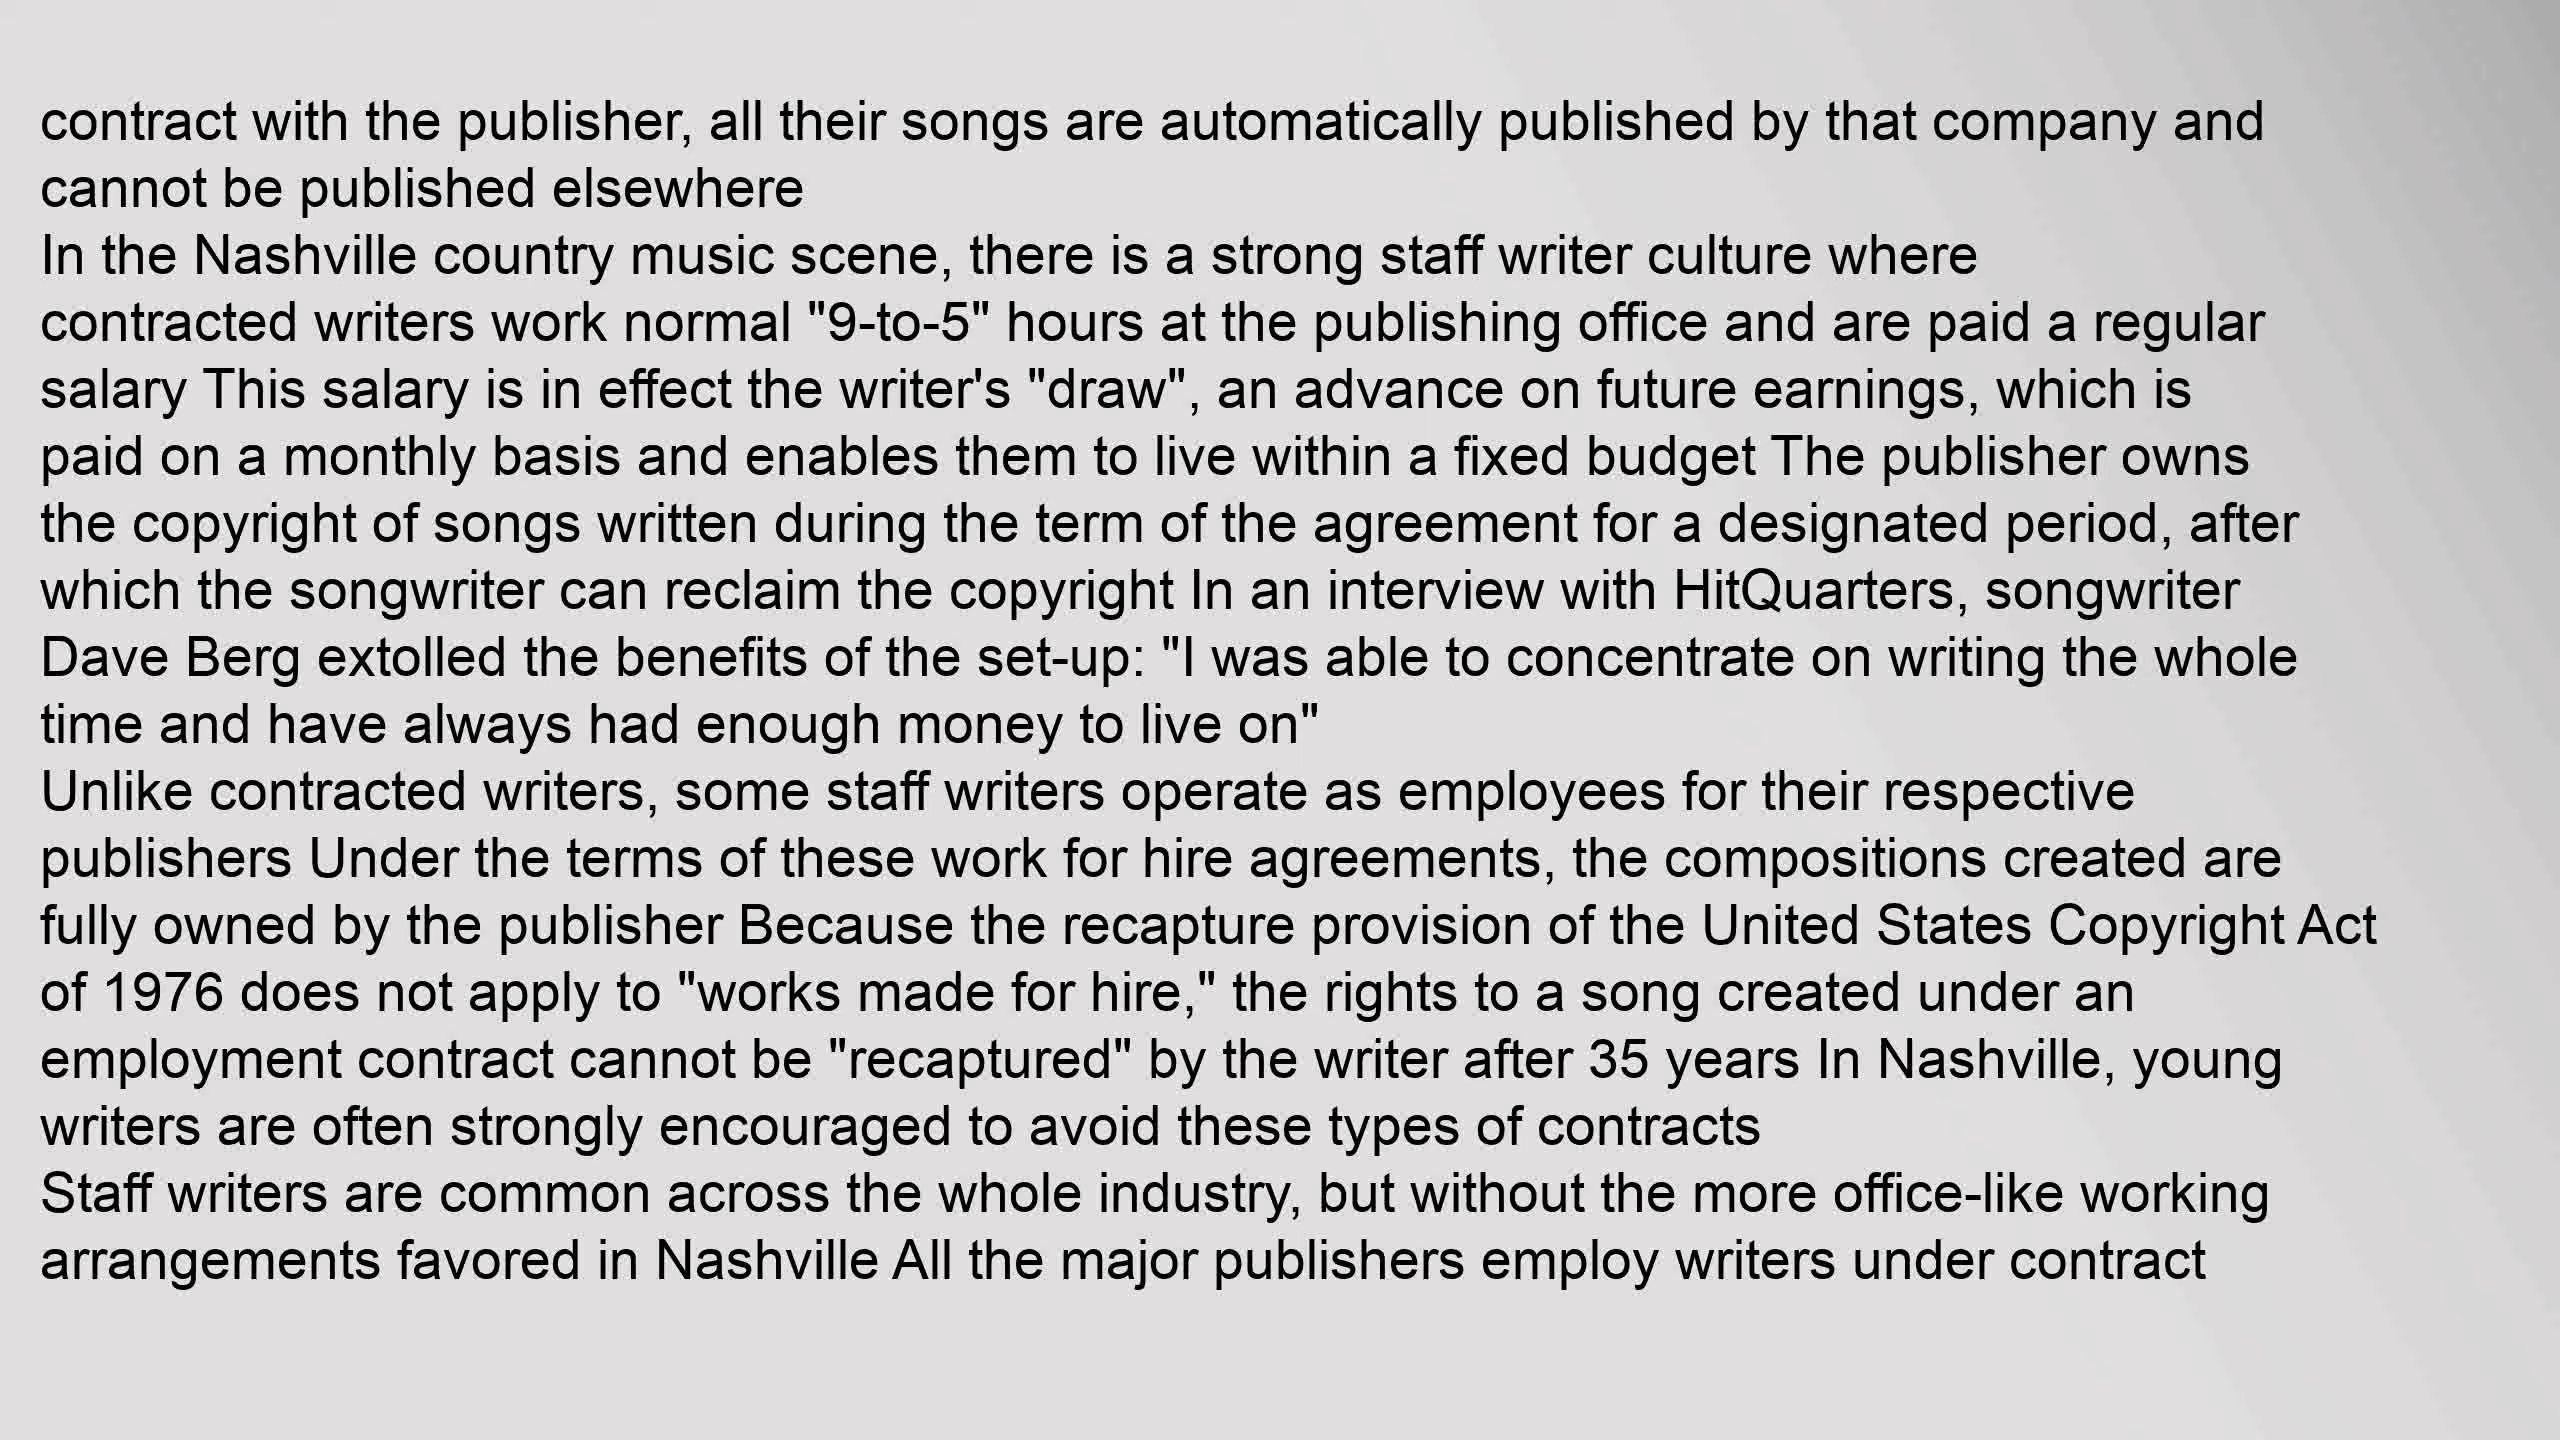 contract with the publisher, all their songs are automatically published by that company and
cannot be published elsewhere
In the Nashville country music scene, there is a strong staff writer culture where
contracted writers work normal "9-to-5" hours at the publishing office and are paid a regular
salary This salary is in effect the writer's "draw", an advance on future earnings, which is
paid on a monthly basis and enables them to live within a fixed budget The publisher owns
the copyright of songs written during the term of the agreement for a designated period, after
which the songwriter can reclaim the copyright In an interview with HitQuarters, songwriter
Dave Berg extolled the benefits of the set-up: "I was able to concentrate on writing the whole
time and have always had enough money to live on"
Unlike contracted writers, some staff writers operate as employees for their respective
publishers Under the terms of these work for hire agreements, the compositions created are
fully owned by the publisher Because the recapture provision of the United States Copyright Act
of 1976 does not apply to "works made for hire," the rights to a song created under an
employment contract cannot be "recaptured" by the writer after 35 years In Nashville, young
writers are often strongly encouraged to avoid these types of contracts
Staff writers are common across the whole industry, but without the more office-like working
arrangements favored in Nashville All the major publishers employ writers under contract